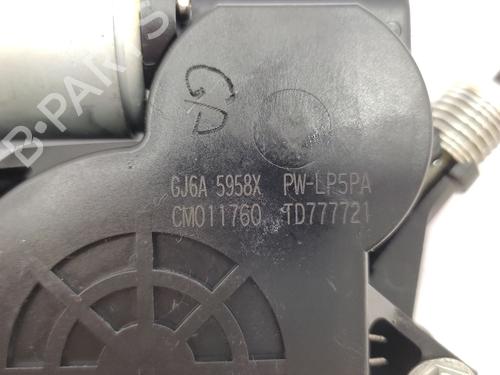 GD
GJ6A 5958X PW-LP5PA
CM011760 TD777721
B-PARTS